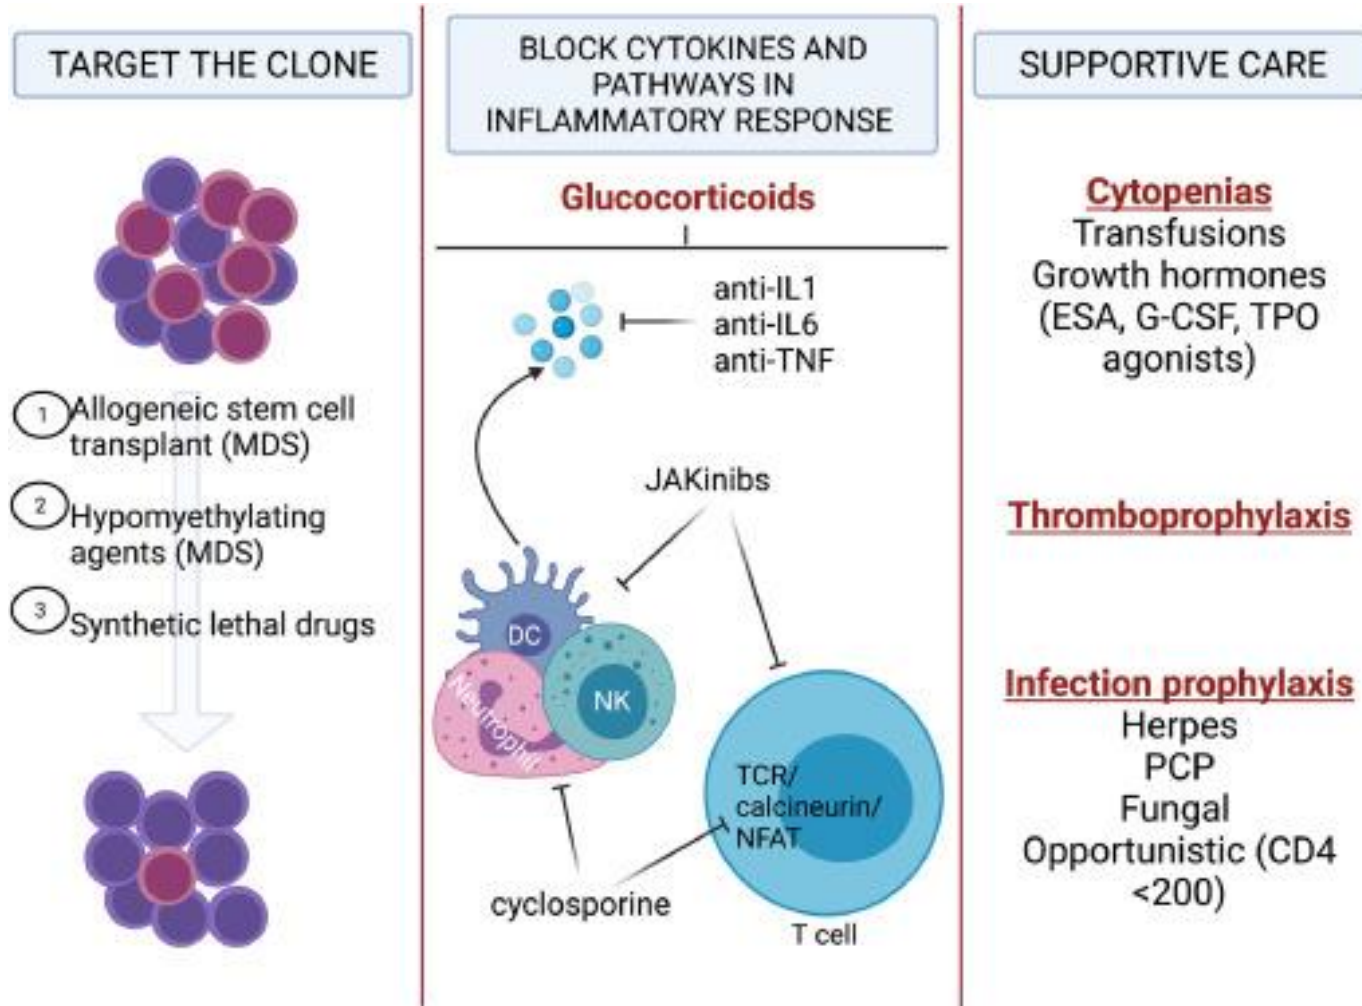 TARGET THE CLONE
1 Allogeneic stem cell
transplant (MDS)
2 Hypomyethylating
agents (MDS)
3 Synthetic lethal drugs
BLOCK CYTOKINES AND
PATHWAYS IN
INFLAMMATORY RESPONSE
Glucocorticoids
anti-IL1
anti-IL6
anti-TNF
JAKinibs
DC
NK
Neutrophil
TCR/
calcineurin/
NFAT
cyclosporine
T cell
SUPPORTIVE CARE
Cytopenias
Transfusions
Growth hormones
(ESA, G-CSF, TPO
agonists)
Thromboprophylaxis
Infection prophylaxis
Herpes
PCP
Fungal
Opportunistic (CD4
<200)